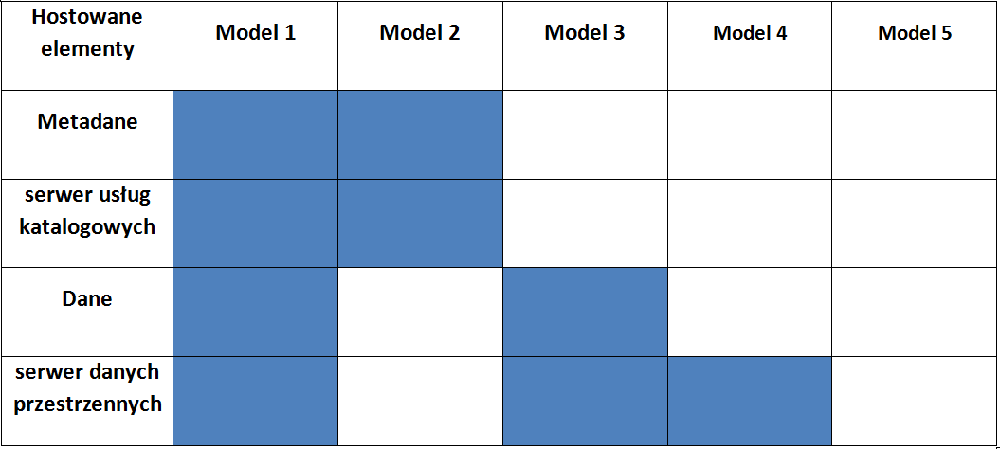 Hostowane
elementy
Model 1
Model 2
Model 3
Model 4
Model 5
Metadane
serwer usług
katalogowych
Dane
serwer danych
przestrzennych